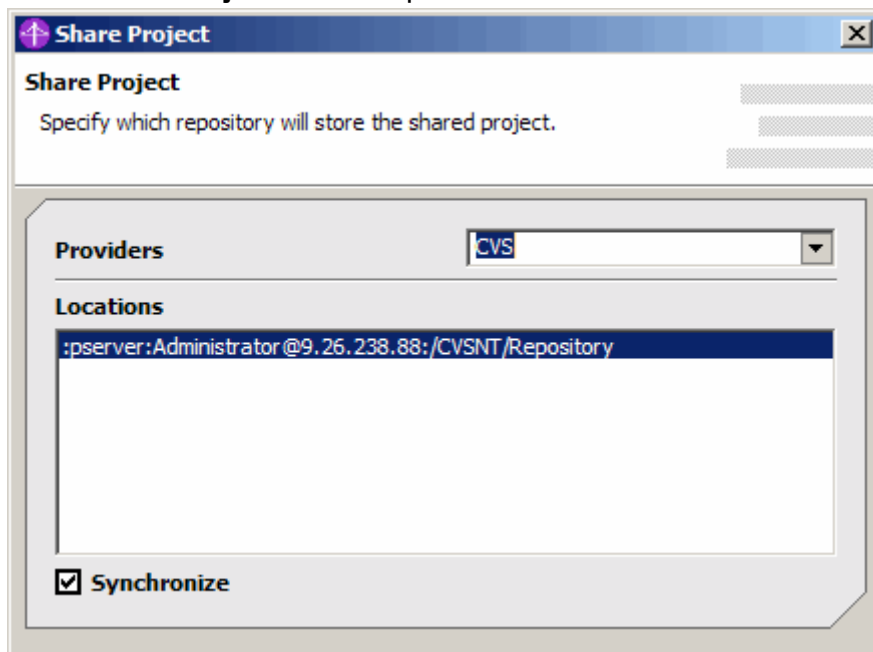 Share Project
Share Project
Specify which repository will store the shared project.
Providers CVS
Locations
:pserver:Administrator@9.26.238.88:/CVSNT/Repository
Synchronize